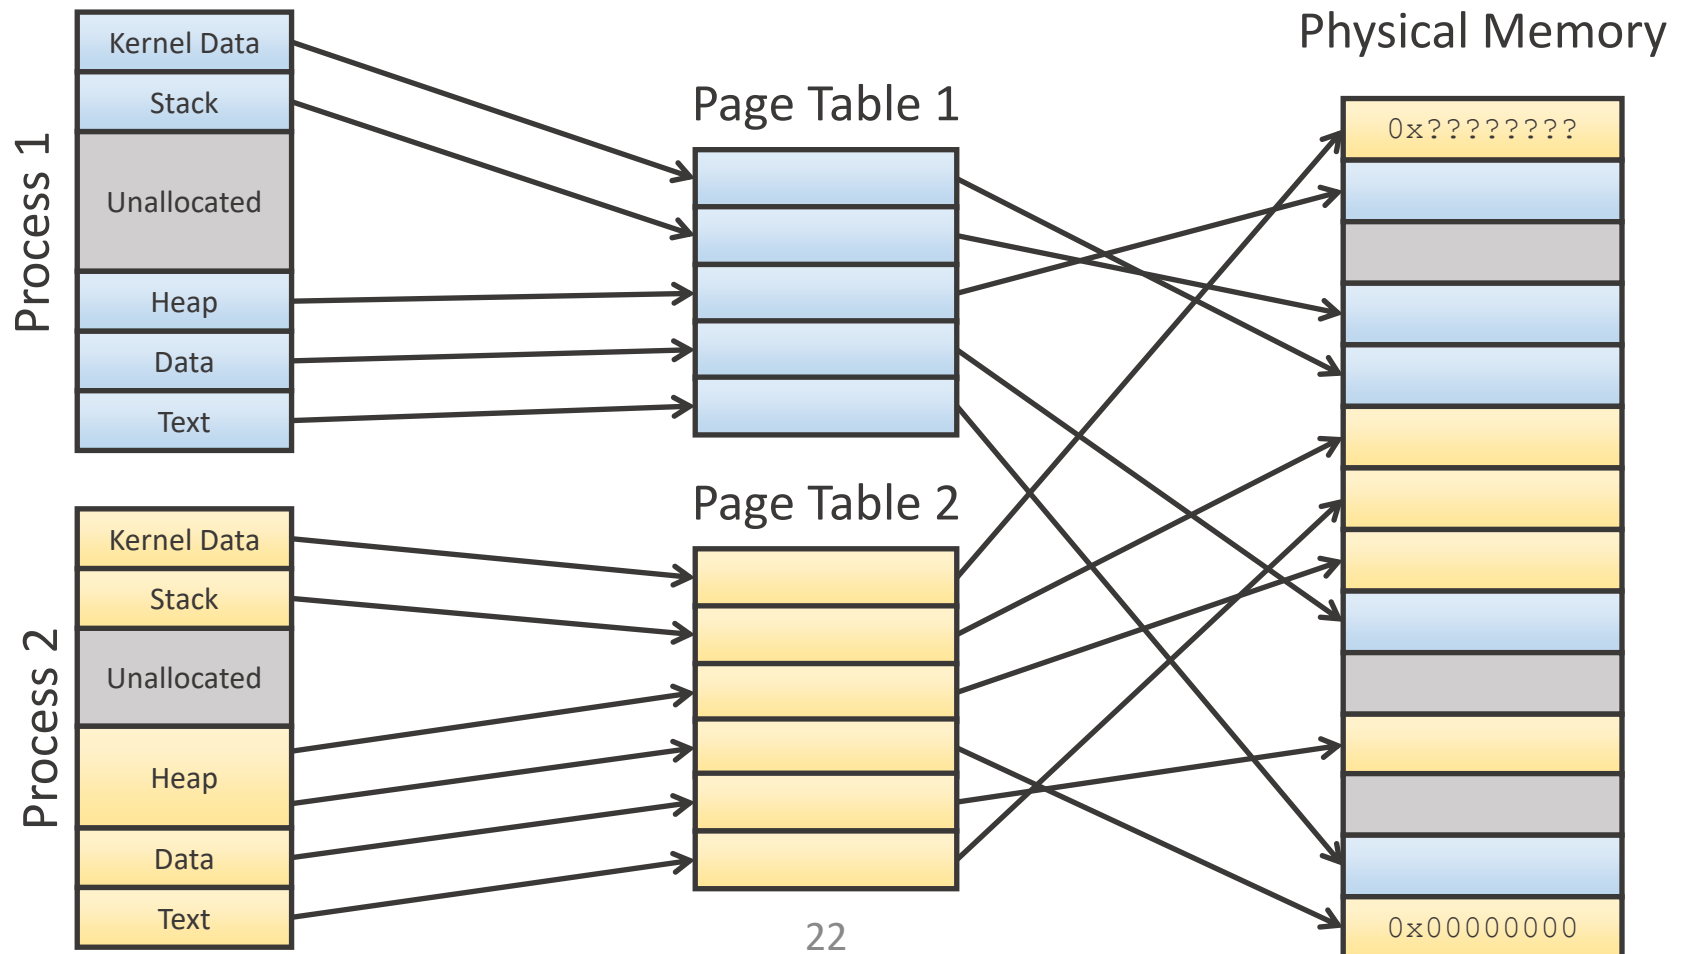 Process 1
Kernel Data
Stack
Unallocated
Heap
Data
Text
Page Table 1
Physical Memory
0x????????
Process 2
Kernel Data
Stack
Unallocated
Heap
Data
Text
Page Table 2
0x00000000
22